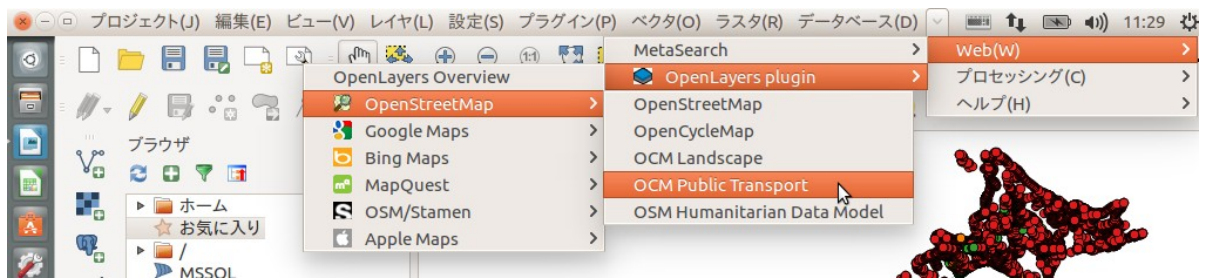 プロジェクト(J) 編集(E) ビュー(V) レイヤ(L) 設定(S) プラグイン(P) ベクタ(O) ラスタ(R) データベース(D) 11:29
MetaSearch
Web(W)
OpenLayers Overview
OpenLayers plugin
プロセッシング(C)
OpenStreetMap
OpenStreetMap
ヘルプ(H)
Google Maps
OpenCycleMap
ブラウザ
Bing Maps
OCM Landscape
MapQuest
OCM Public Transport
ホーム
OSM/Stamen
OSM Humanitarian Data Model
お気に入り
Apple Maps
/
MSSQL